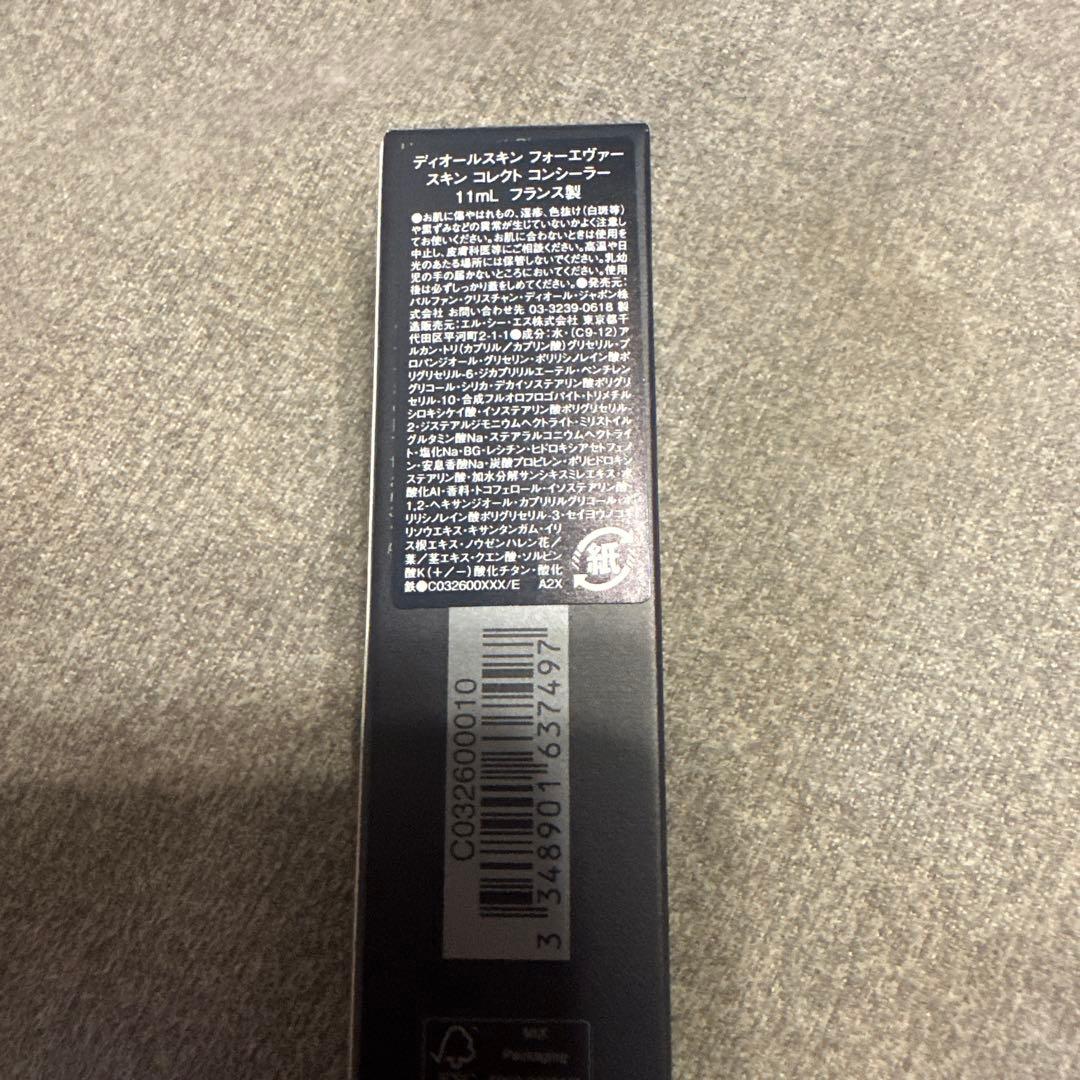 ディオールスキン フォーエヴァー
スキン コレクト コンシーラー
11mL フランス製
●お肌に傷やはれもの、湿疹、色抜け(白斑等)
や黒ずみなどの異常が生じていないかよく注意し
てお使いください。お肌に合わないときは使用を
中止し、皮膚科医等にご相談ください。高温や日
光のあたる場所には保管しないでください。乳幼
児の手の届かないところにおいてください。使用
後は必ずしっかり蓋をしめてください。●発売元:
パルファン・クリスチャン・ディオール・ジャポン株
式会社 お問い合わせ先 03-3239-0618 製
造販売元:エル・シー・エス株式会社 東京都千
代田区平河町2-1-1●成分:水・(C9-12)ア
ルカン・トリ(カプリル/カプリン酸)グリセリル・プ
ロパンジオール・グリセリン・ポリリシノレイン酸ポ
リグリセリル-6・ジカプリリルエーテル・ペンチレン
グリコール・シリカ・デカイソステアリン酸ポリグリ
セリル-10・合成フルオロフロゴパイト・トリメチル
シロキシケイ酸・イソステアリン酸ポリグリセリル-
2・ジステアルジモニウムヘクトライト・ミリストイル
グルタミン酸Na・ステアラルコニウムヘクトライ
ト・塩化Na・BG・レシチン・ヒドロキシアセトフェノ
ン・安息香酸Na・炭酸プロピレン・ポリヒドロキシ
ステアリン酸・加水分解サンシキスミレエキス・水
酸化Al・香料・トコフェロール・イソステアリン酸・
1,2-ヘキサンジオール・カプリリルグリコール・ポ
リリシノレイン酸ポリグリセリル-3・セイヨウノコギ
リソウエキス・キサンタンガム・イリ
ス根エキス・ノウゼンハレン花/
葉/茎エキス・クエン酸・ソルビン
酸K(+/-)酸化チタン・酸化
鉄●C032600XXX/E A2X
紙
C032600010
3 348901 637497
MIX
Packaging